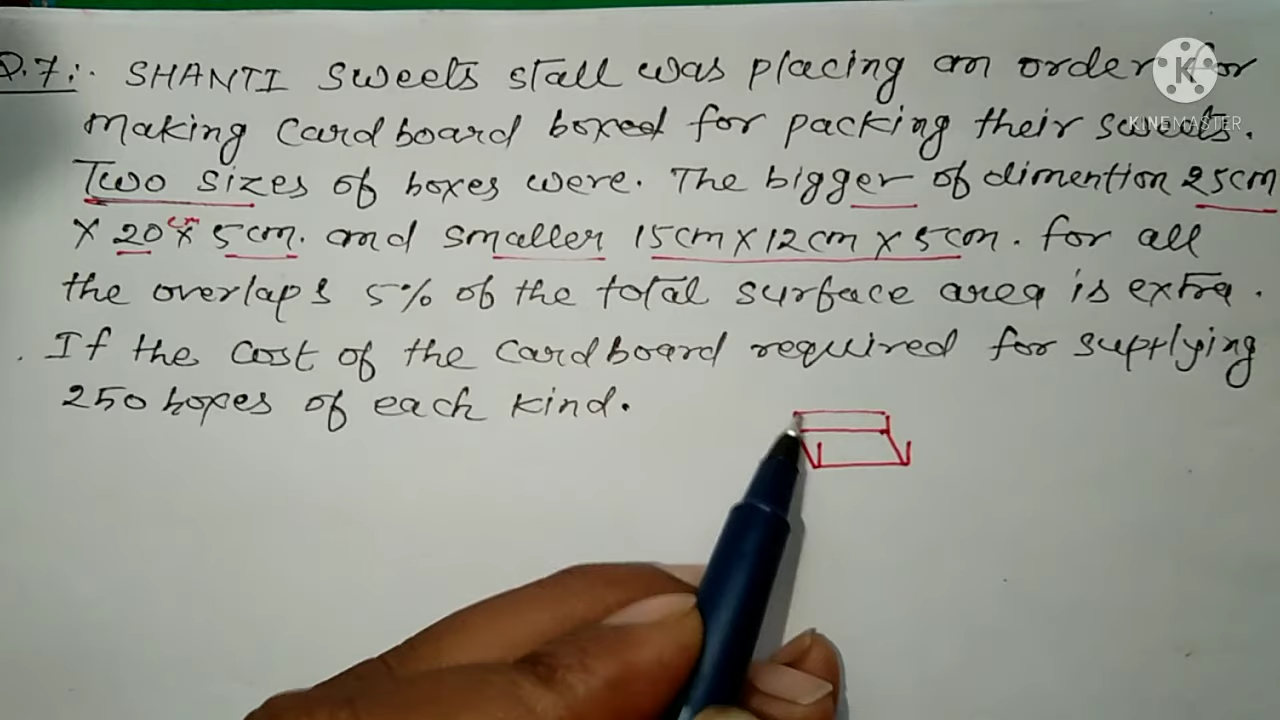 Q.7:. SHANTI Sweets stall was placing an order for
making cardboard boxed for packing their sweets.
Two sizes of boxes were. The bigger of dimention 25cm
X 20cm X 5cm. and smaller 15cm X 12cm X 5cm. for all
the overlaps 5% of the total surface area is extra.
. If the cost of the cardboard required for supplying
250 boxes of each kind.
K
KINEMASTER